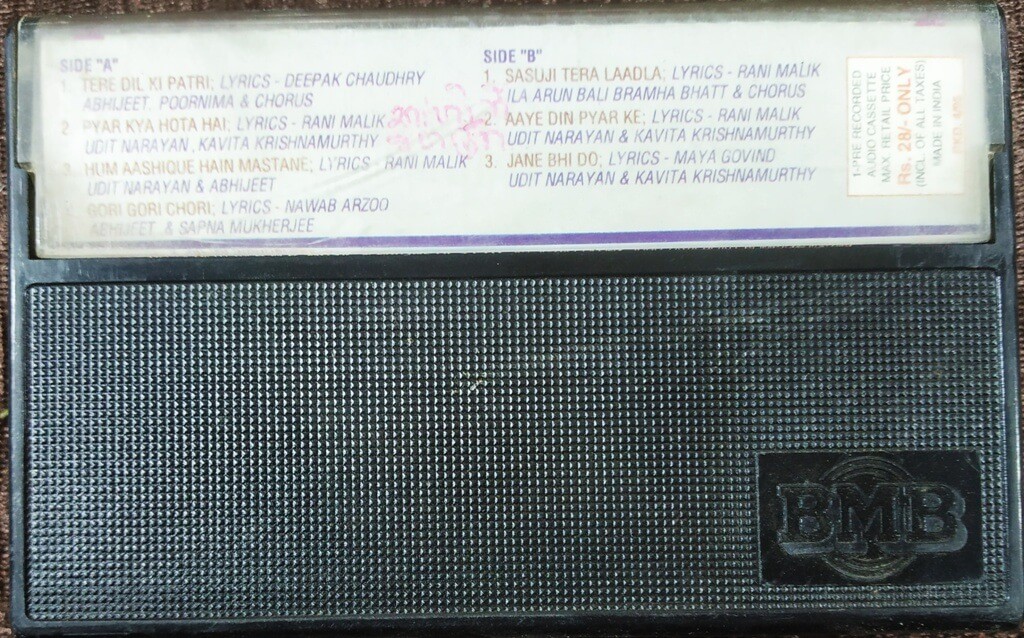 SIDE "A"
1. TERE DIL KI PATRI; LYRICS - DEEPAK CHAUDHRY
ABHIJEET, POORNIMA & CHORUS
2. PYAR KYA HOTA HAI; LYRICS - RANI MALIK
UDIT NARAYAN, KAVITA KRISHNAMURTHY
3. HUM AASHIQUE HAIN MASTANE; LYRICS - RANI MALIK
UDIT NARAYAN & ABHIJEET
GORI GORI CHORI; LYRICS - NAWAB ARZOO
ABHIJEET & SAPNA MUKHERJEE
SIDE "B"
1. SASUJI TERA LAADLA; LYRICS - RANI MALIK
ILA ARUN BALI BRAMHA BHATT & CHORUS
2. AAYE DIN PYAR KE; LYRICS - RANI MALIK
UDIT NARAYAN & KAVITA KRISHNAMURTHY
3. JANE BHI DO; LYRICS - MAYA GOVIND
UDIT NARAYAN & KAVITA KRISHNAMURTHY
1-PRE RECORDED
AUDIO CASSETTE
MAX. RETAIL PRICE
Rs. 28/- ONLY
(INCL. OF ALL TAXES)
MADE IN INDIA
BMB